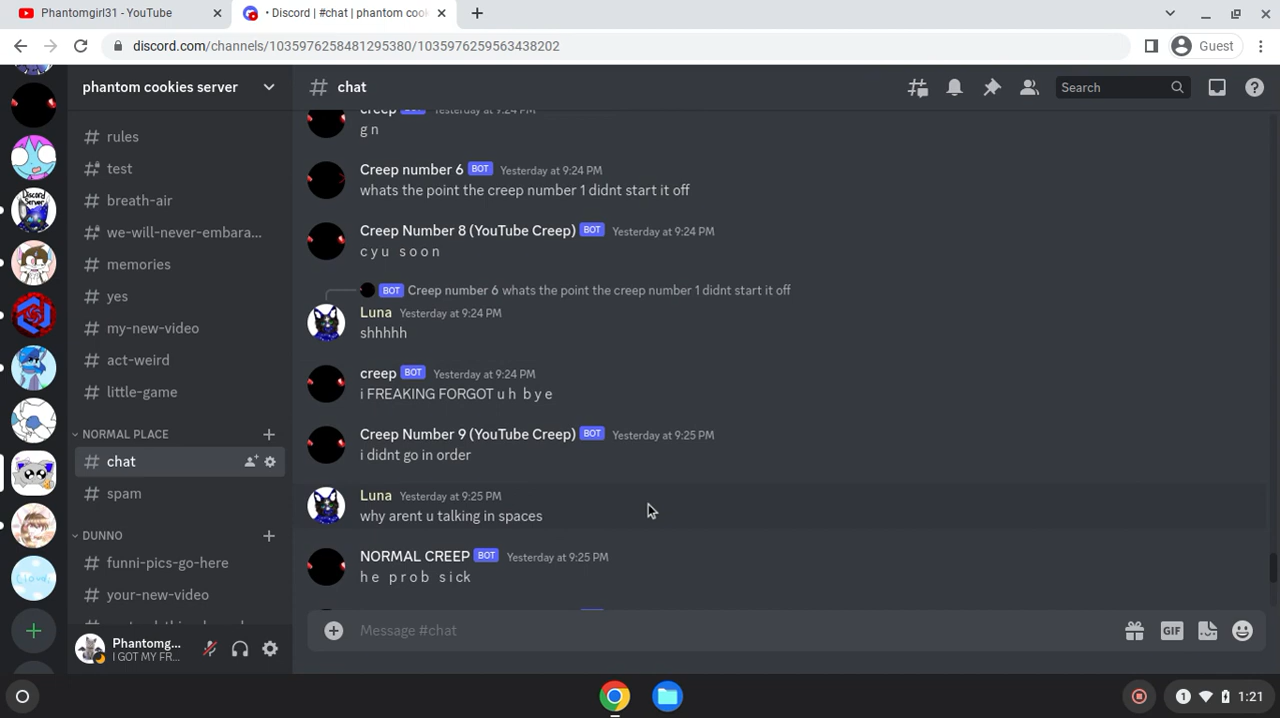 Phantomgirl31 - YouTube
• Discord | #chat | phantom cook
discord.com/channels/1035976258481295380/1035976259563438202
Guest
phantom cookies server
chat
Search
rules
test
breath-air
we-will-never-embara...
memories
yes
my-new-video
act-weird
little-game
NORMAL PLACE
chat
spam
DUNNO
funni-pics-go-here
your-new-video
creep Yesterday at 9:24 PM
g n
Creep number 6 BOT Yesterday at 9:24 PM
whats the point the creep number 1 didnt start it off
Creep Number 8 (YouTube Creep) BOT Yesterday at 9:24 PM
c y u s o o n
BOT Creep number 6 whats the point the creep number 1 didnt start it off
Luna Yesterday at 9:24 PM
shhhhh
creep BOT Yesterday at 9:24 PM
i FREAKING FORGOT u h b y e
Creep Number 9 (YouTube Creep) BOT Yesterday at 9:25 PM
i didnt go in order
Luna Yesterday at 9:25 PM
why arent u talking in spaces
NORMAL CREEP BOT Yesterday at 9:25 PM
h e p r o b s i c k
Message #chat
GIF
Phantomg...
I GOT MY FR...
Discord Server
Cloud
1
1:21